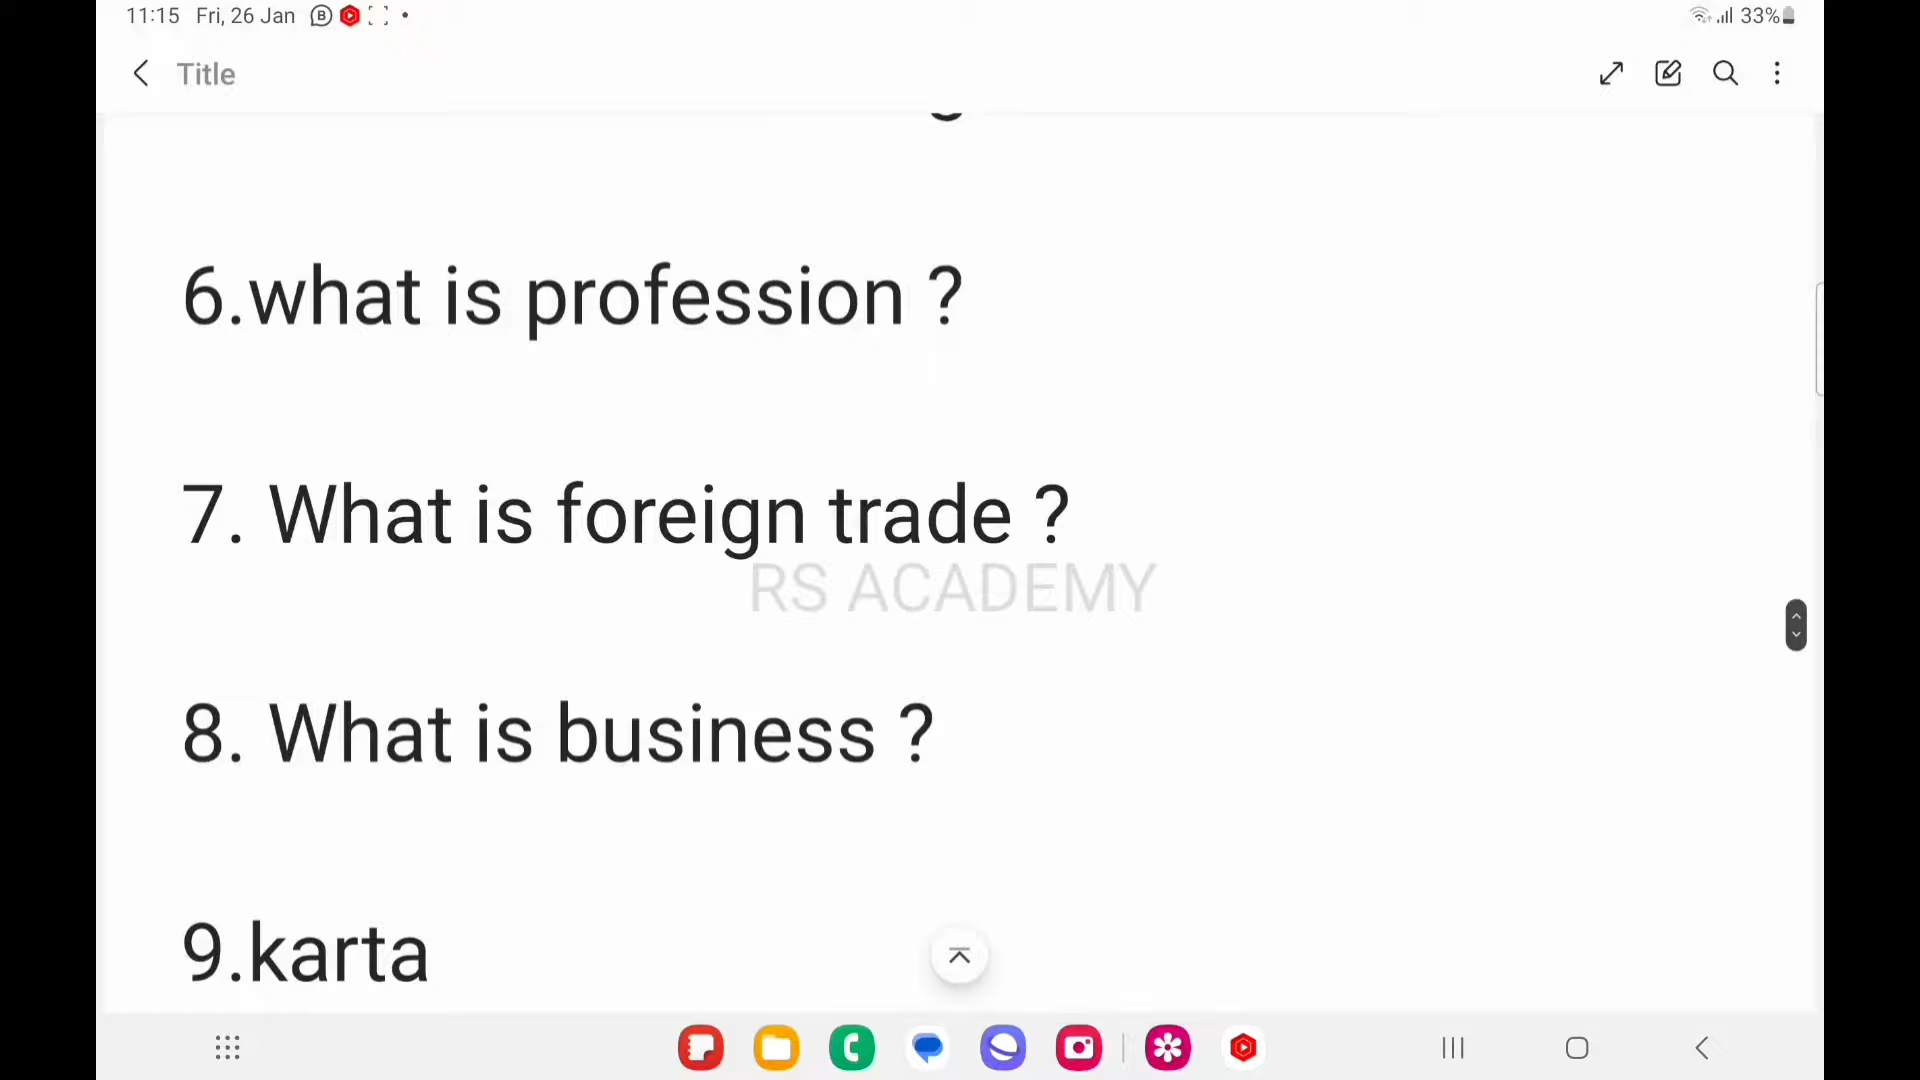 11:15 Fri, 26 Jan 33%
Title
6.what is profession ?
7. What is foreign trade ?
RS ACADEMY
8. What is business ?
9.karta